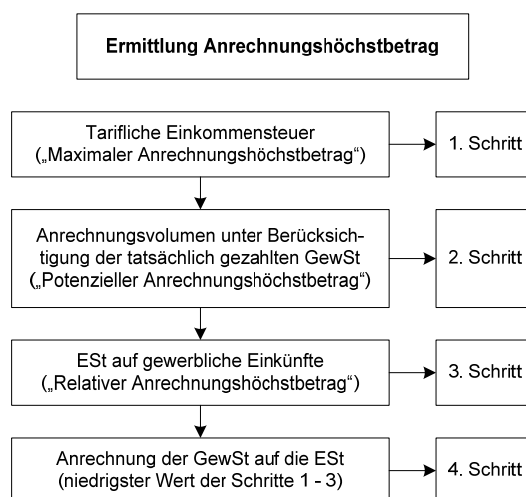 Ermittlung Anrechnungshöchstbetrag
Tarifliche Einkommensteuer
(„Maximaler Anrechnungshöchstbetrag“)
1. Schritt
Anrechnungsvolumen unter Berücksich-
tigung der tatsächlich gezahlten GewSt
(„Potenzieller Anrechnungshöchstbetrag“)
2. Schritt
ESt auf gewerbliche Einkünfte
(„Relativer Anrechnungshöchstbetrag“)
3. Schritt
Anrechnung der GewSt auf die ESt
(niedrigster Wert der Schritte 1 - 3)
4. Schritt